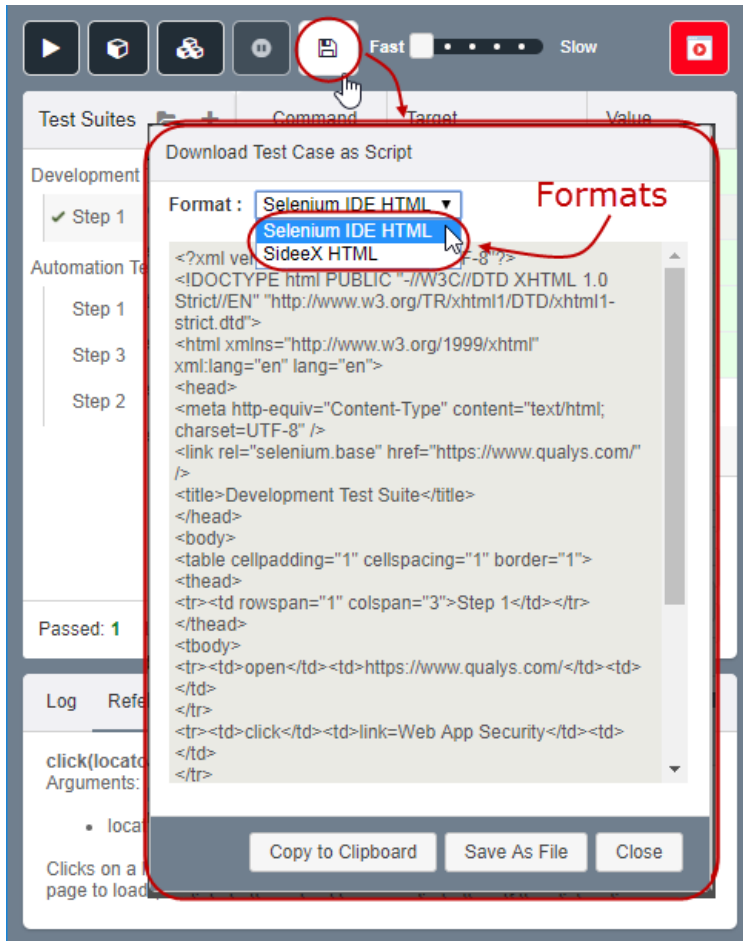 Fast Slow
Test Suites Command Target Value
Download Test Case as Script
Development
Format : Selenium IDE HTML
Formats
Step 1
Selenium IDE HTML
SideeX HTML
<?xml ver F-8"?>
<!DOCTYPE html PUBLIC "-//W3C//DTD XHTML 1.0
Automation Te
Strict//EN" "http://www.w3.org/TR/xhtml1/DTD/xhtml1-
Step 1
strict.dtd">
<html xmlns="http://www.w3.org/1999/xhtml"
Step 3
xml:lang="en" lang="en">
<head>
Step 2
<meta http-equiv="Content-Type" content="text/html;
charset=UTF-8" />
<link rel="selenium.base" href="https://www.qualys.com/"
/>
<title>Development Test Suite</title>
</head>
<body>
<table cellpadding="1" cellspacing="1" border="1">
<thead>
<tr><td rowspan="1" colspan="3">Step 1</td></tr>
</thead>
Passed: 1
<tbody>
<tr><td>open</td><td>https://www.qualys.com/</td><td>
</td>
</tr>
Log Refe
<tr><td>click</td><td>link=Web App Security</td><td>
</td>
</tr>
click(locato
Arguments:
locat
Clicks on a l
page to load
Copy to Clipboard Save As File Close